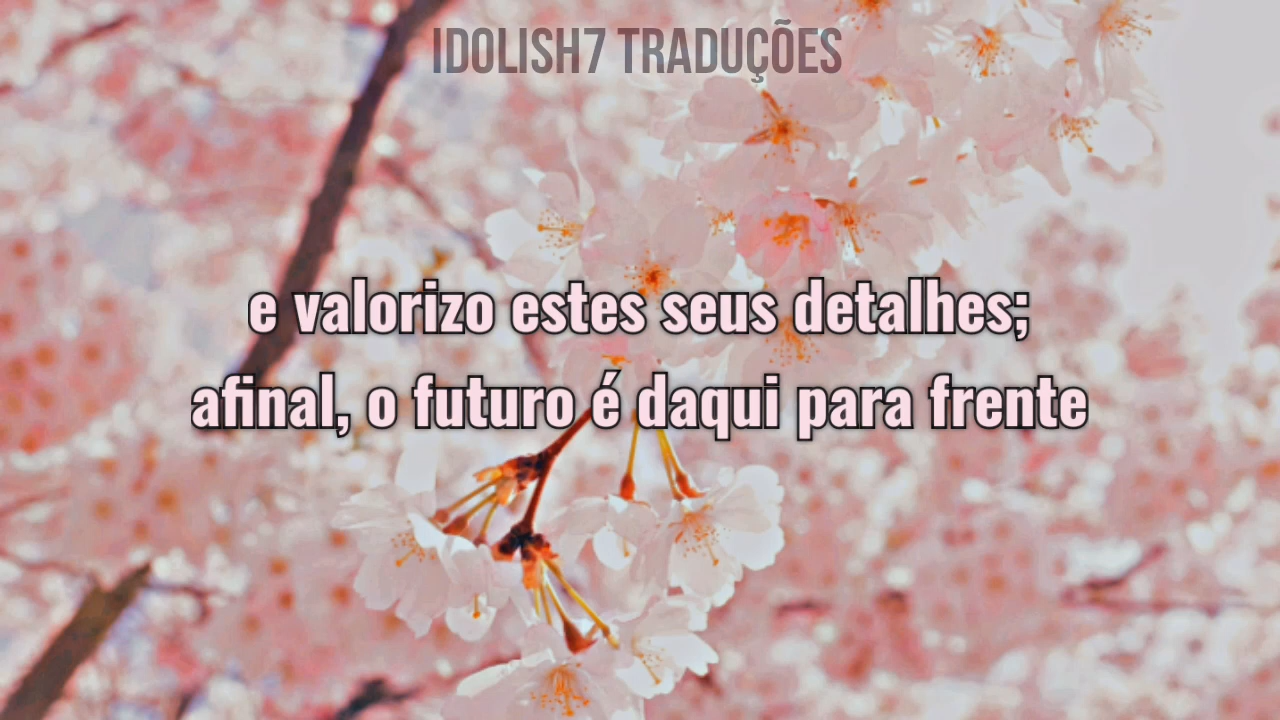 IDOLISH7 TRADUÇÕES
e valorizo estes seus detalhes;
afinal, o futuro é daqui para frente